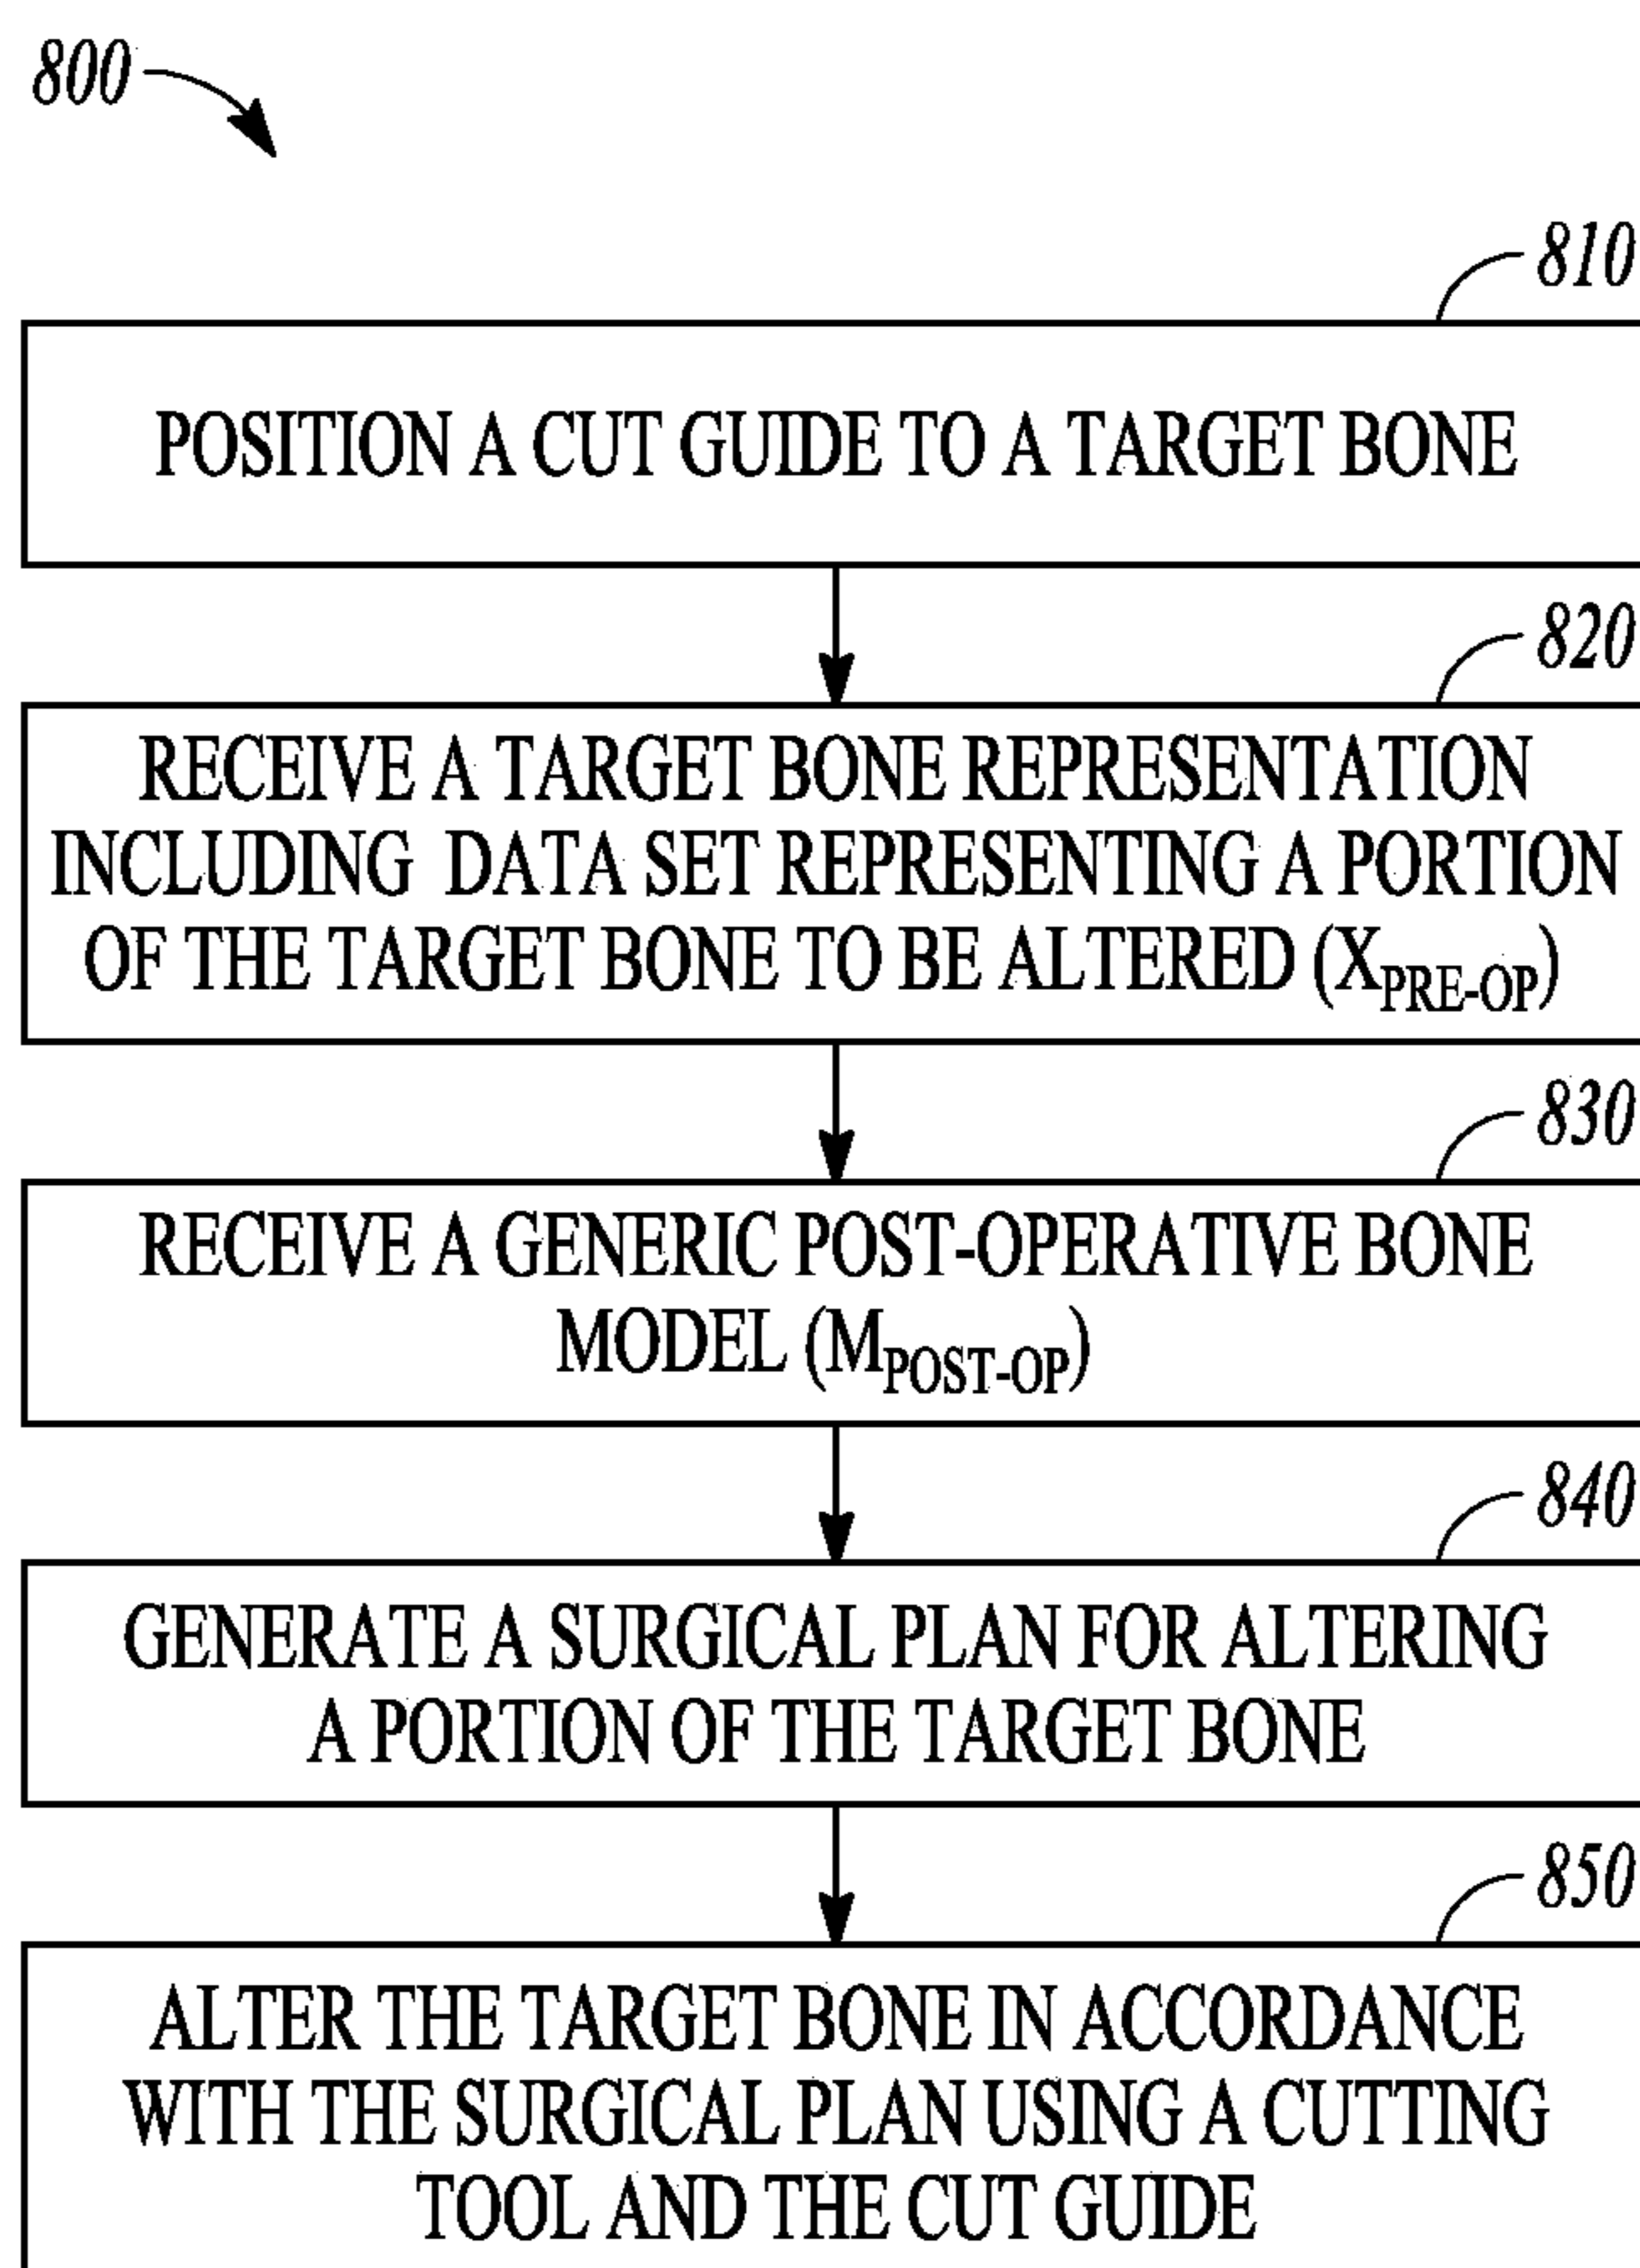 800
810
POSITION A CUT GUIDE TO A TARGET BONE
820
RECEIVE A TARGET BONE REPRESENTATION
INCLUDING DATA SET REPRESENTING A PORTION
OF THE TARGET BONE TO BE ALTERED (XPRE-OP)
830
RECEIVE A GENERIC POST-OPERATIVE BONE
MODEL (MPOST-OP)
840
GENERATE A SURGICAL PLAN FOR ALTERING
A PORTION OF THE TARGET BONE
850
ALTER THE TARGET BONE IN ACCORDANCE
WITH THE SURGICAL PLAN USING A CUTTING
TOOL AND THE CUT GUIDE